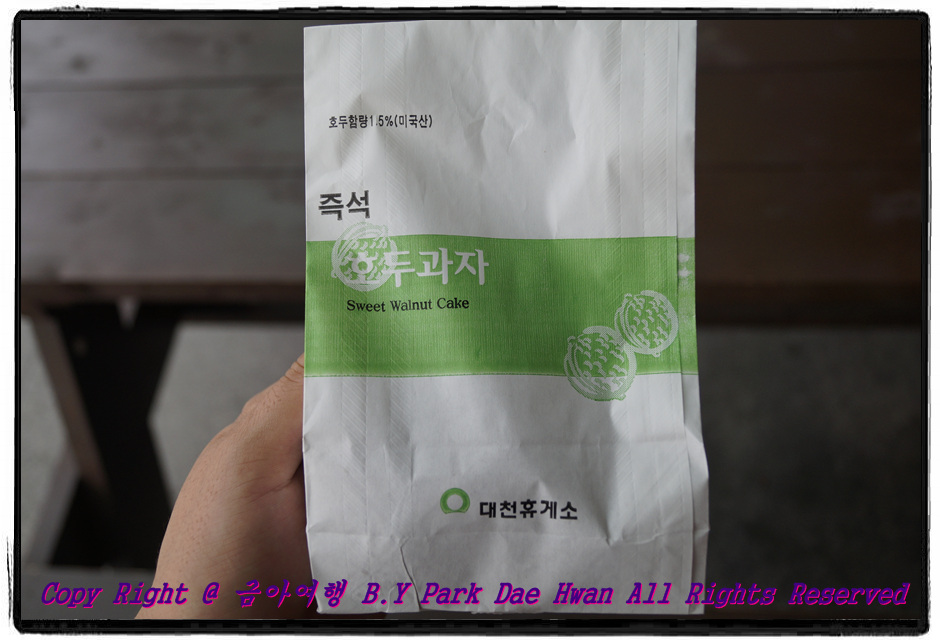 호두함량1.5%(미국산)
즉석
호두과자
Sweet Walnut Cake
대천휴게소
Copy Right @ 금아여행 B.Y Park Dae Hwan All Rights Reserved